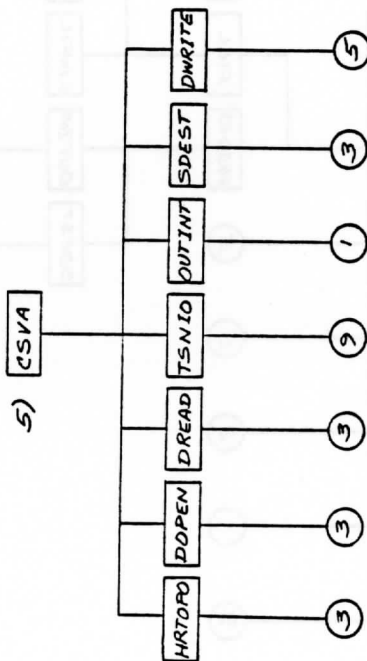 5) CSVA
HRTOPO DOPEN DREAD TSNIO OUTINT SDEST DWRITE
3 3 3 9 1 3 5